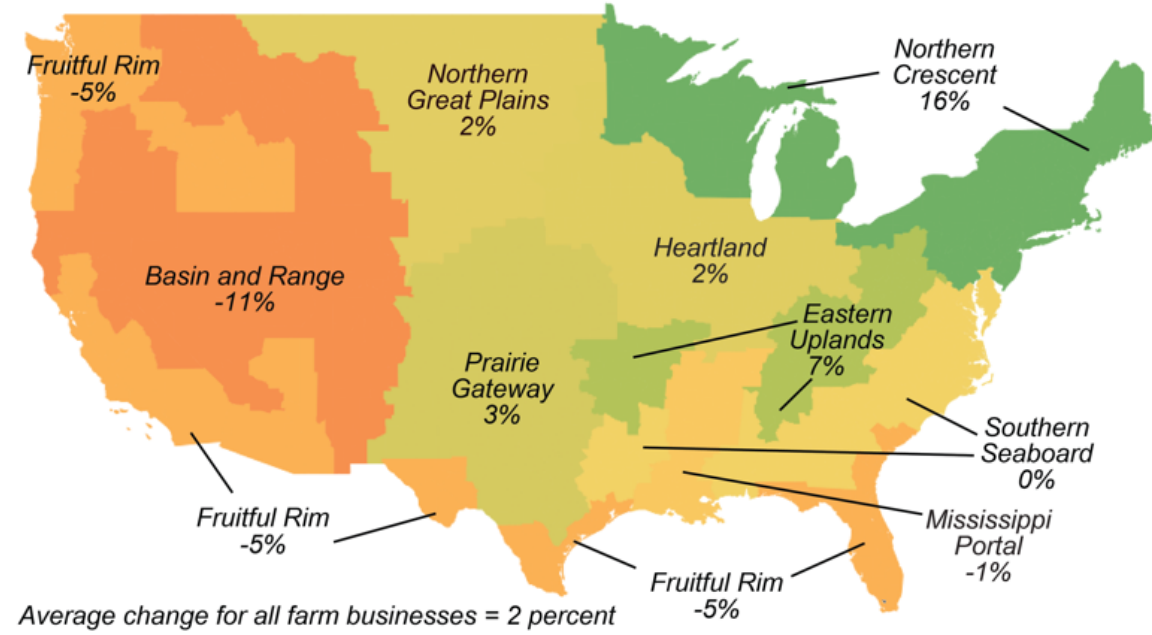 Fruitful Rim
-5%
Northern
Great Plains
2%
Northern
Crescent
16%
Basin and Range
-11%
Heartland
2%
Eastern
Uplands
7%
Prairie
Gateway
3%
Southern
Seaboard
0%
Fruitful Rim
-5%
Mississippi
Portal
-1%
Fruitful Rim
-5%
Average change for all farm businesses = 2 percent